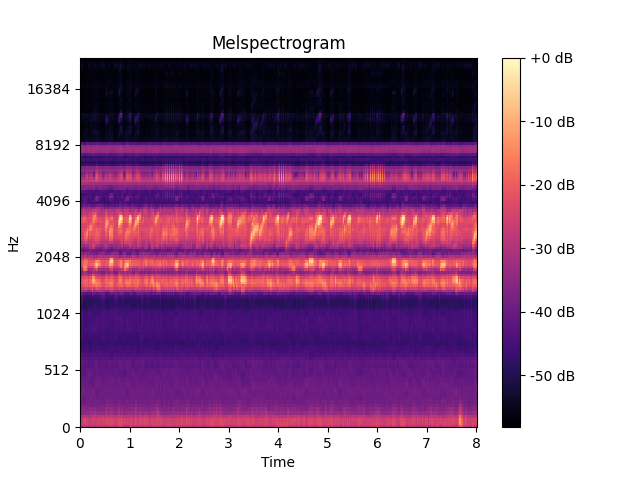 Melspectrogram
16384
8192
4096
2048
1024
512
0
Hz
0 1 2 3 4 5 6 7 8
Time
+0 dB
-10 dB
-20 dB
-30 dB
-40 dB
-50 dB